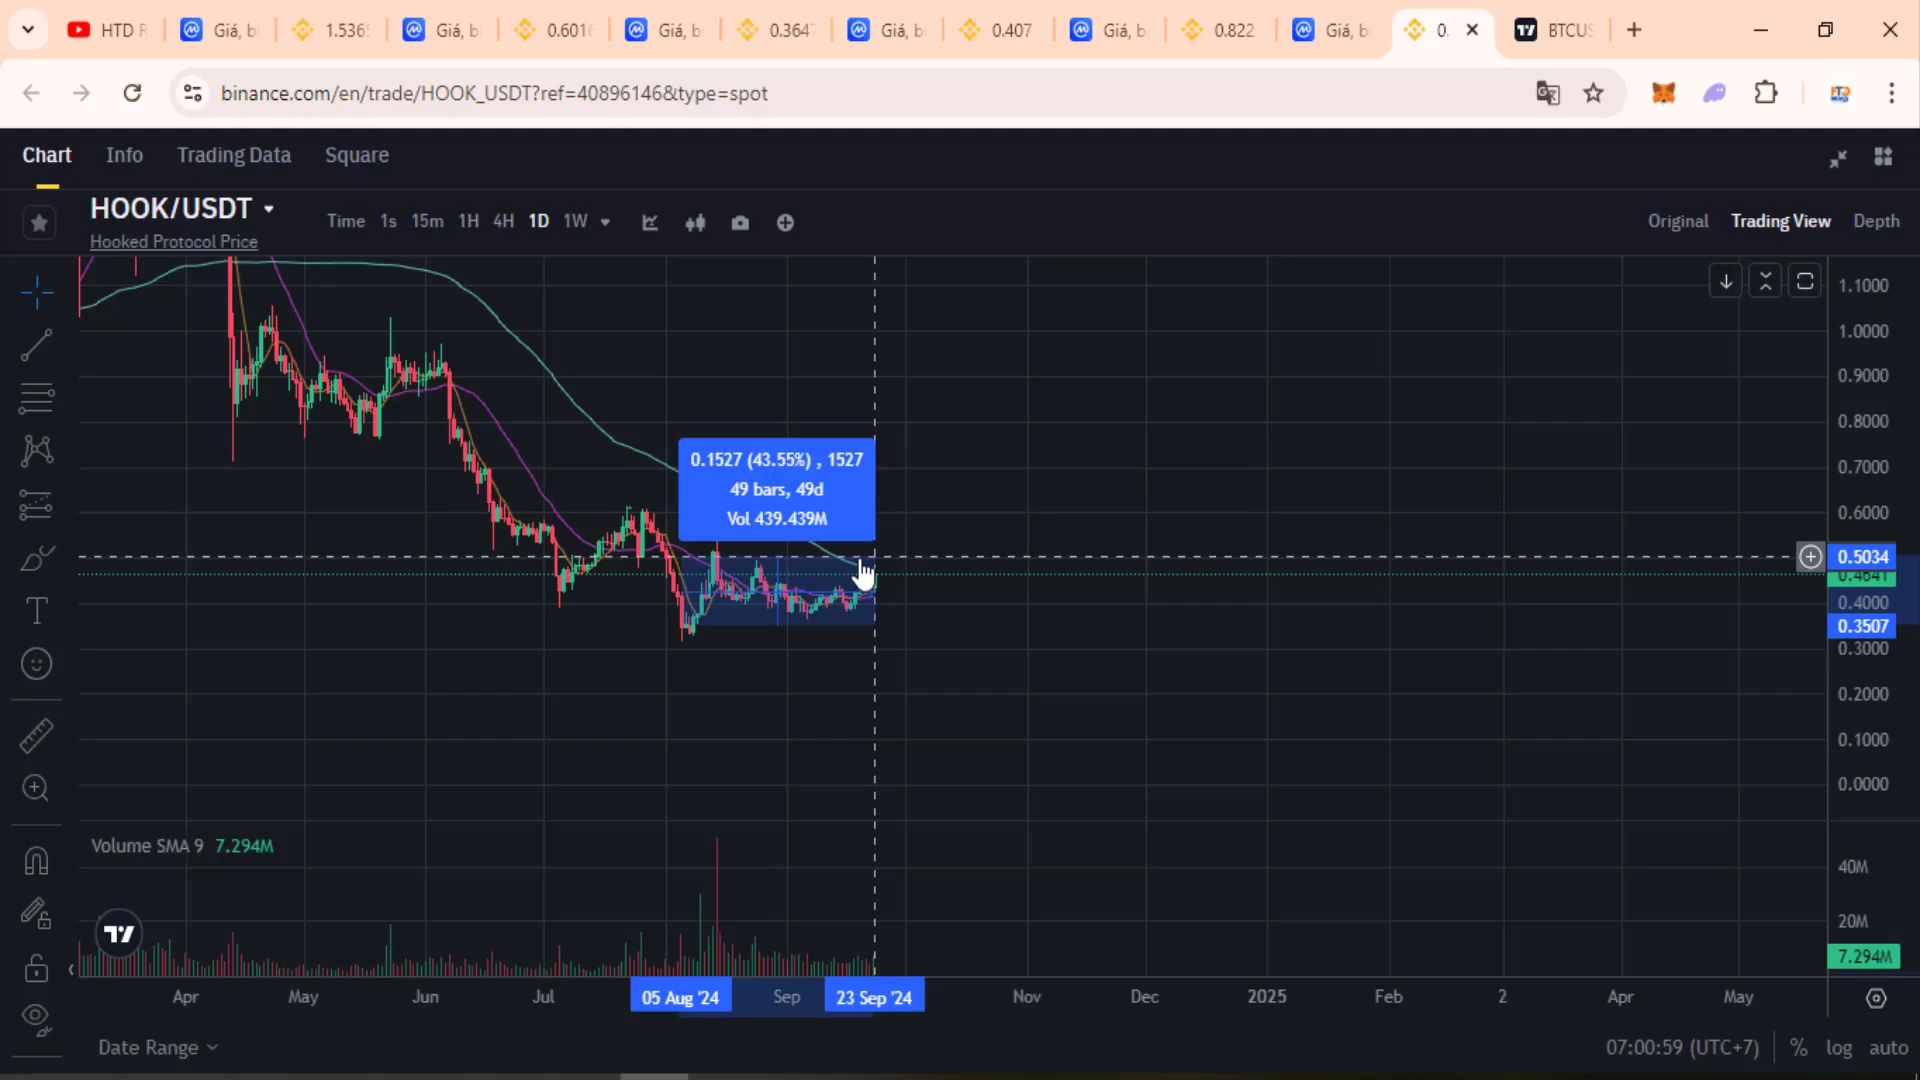 HTD R
Giá, b
1.536
Giá, b
0.601
Giá, b
0.364
Giá, b
0.407
Giá, b
0.822
Giá, b
0.
BTCUS
binance.com/en/trade/HOOK_USDT?ref=40896146&type=spot
Chart Info Trading Data Square
HOOK/USDT
Hooked Protocol Price
Time 1s 15m 1H 4H 1D 1W
Original Trading View Depth
1.1000
1.0000
0.9000
0.8000
0.7000
0.6000
0.5034
0.4641
0.4000
0.3507
0.3000
0.2000
0.1000
0.0000
0.1527 (43.55%) , 1527
49 bars, 49d
Vol 439.439M
Volume SMA 9 7.294M
40M
20M
7.294M
Apr May Jun Jul 05 Aug '24 Sep 23 Sep '24 Nov Dec 2025 Feb 2 Apr May
Date Range
07:00:59 (UTC+7) % log auto